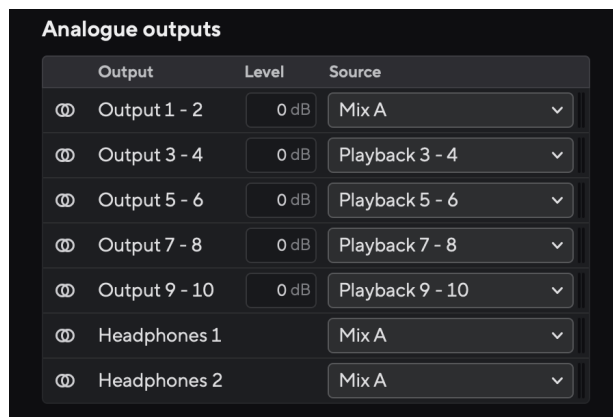 Analogue outputs
Output Level Source
Output 1 - 2 0 dB Mix A
Output 3 - 4 0 dB Playback 3 - 4
Output 5 - 6 0 dB Playback 5 - 6
Output 7 - 8 0 dB Playback 7 - 8
Output 9 - 10 0 dB Playback 9 - 10
Headphones 1 Mix A
Headphones 2 Mix A